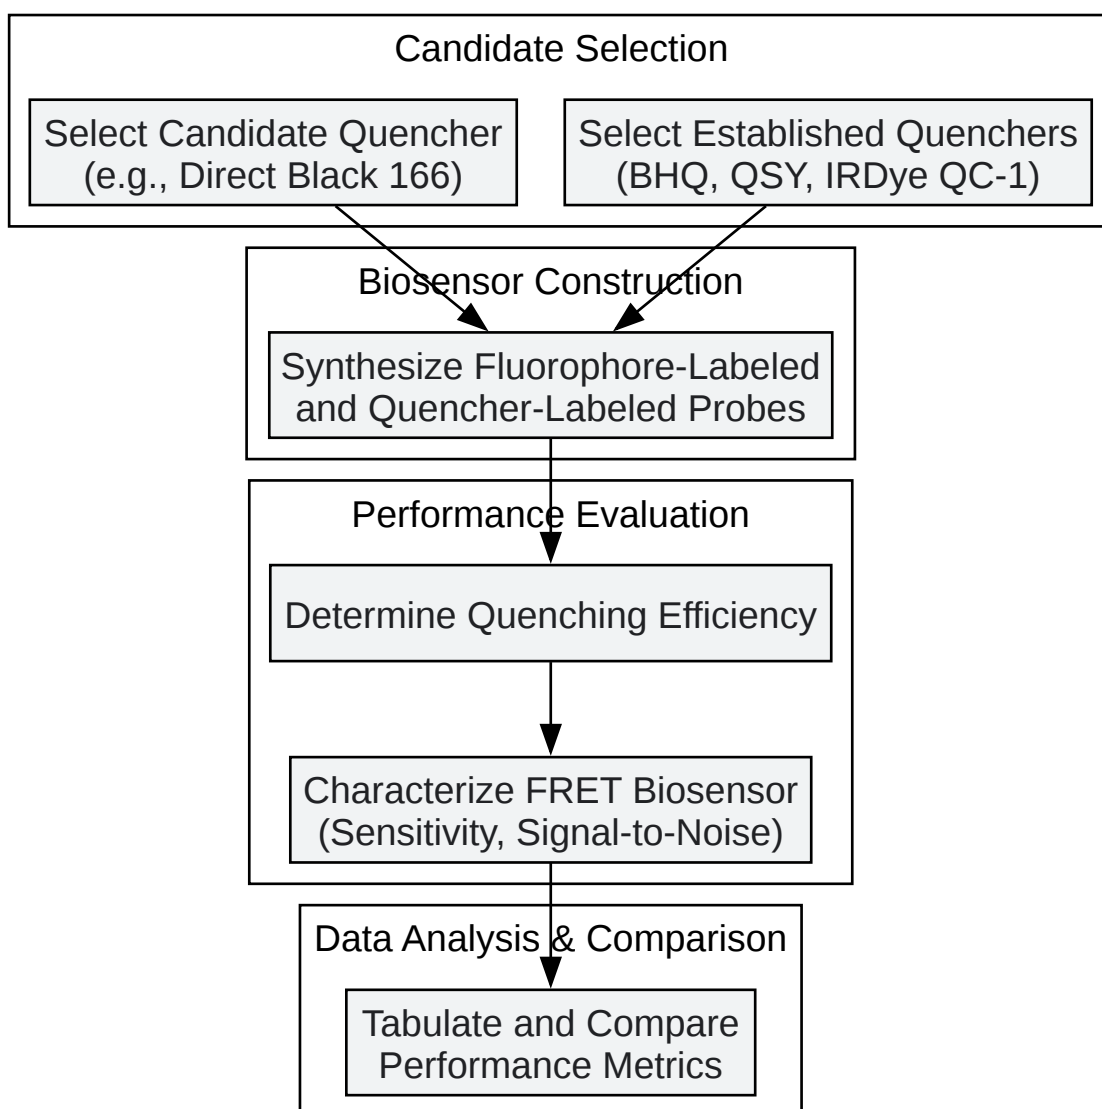 Candidate Selection
Select Candidate Quencher
(e.g., Direct Black 166)
Select Established Quenchers
(BHQ, QSY, IRDye QC-1)
Biosensor Construction
Synthesize Fluorophore-Labeled
and Quencher-Labeled Probes
Performance Evaluation
Determine Quenching Efficiency
Characterize FRET Biosensor
(Sensitivity, Signal-to-Noise)
Data Analysis & Comparison
Tabulate and Compare
Performance Metrics